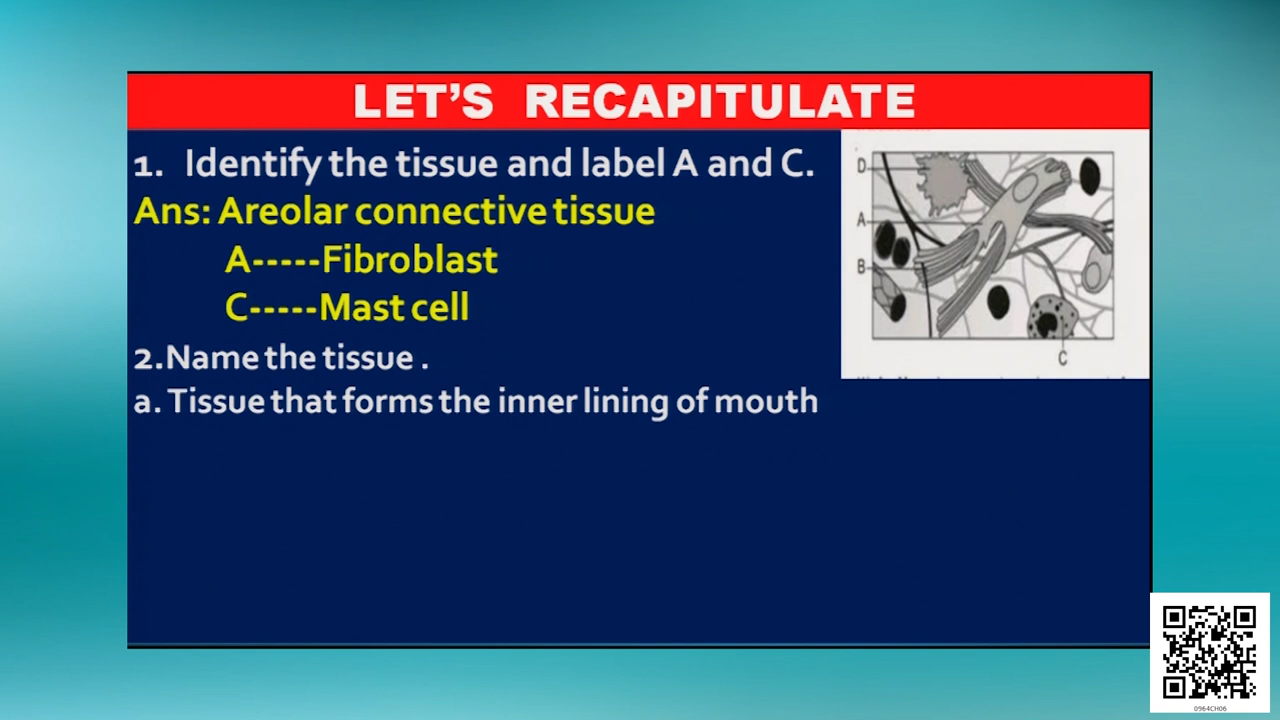 LET'S RECAPITULATE
1. Identify the tissue and label A and C.
Ans: Areolar connective tissue
A-----Fibroblast
C-----Mast cell
2.Name the tissue .
a. Tissue that forms the inner lining of mouth
D
A
B
C
0964CH06